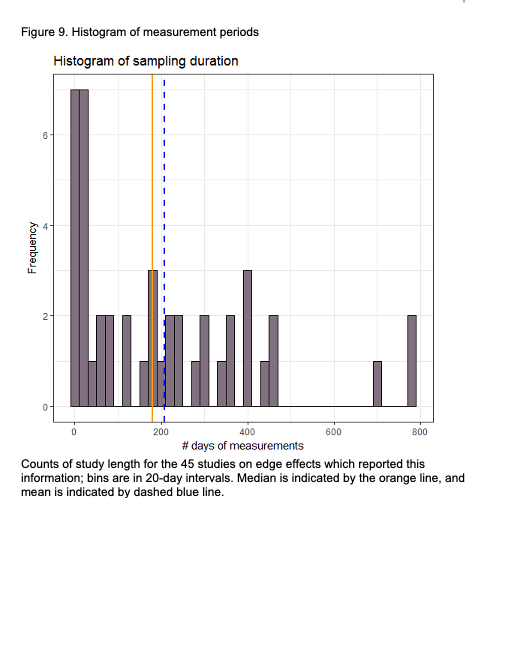 Figure 9. Histogram of measurement periods
Histogram of sampling duration
Frequency
6
4
2
0
0 200 400 600 800
# days of measurements
Counts of study length for the 45 studies on edge effects which reported this
information; bins are in 20-day intervals. Median is indicated by the orange line, and
mean is indicated by dashed blue line.